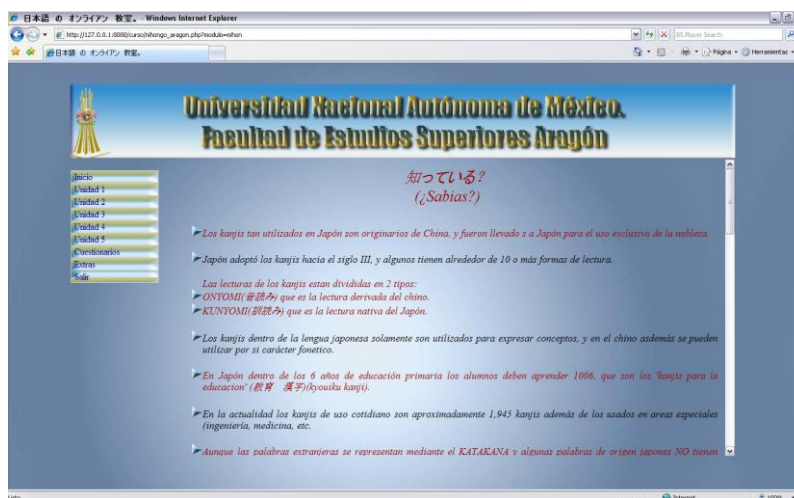 日本語 の オンライアン 教室。 - Windows Internet Explorer
http://127.0.0.1:8080/curso/nihongo_aragon.php?modulo=nihon
BS.Player Search
日本語 の オンライアン 教室。
Página
Herramientas
Universidad Nacional Autónoma de México.
Facultad de Estudios Superiores Aragón
Inicio
Unidad 1
Unidad 2
Unidad 3
Unidad 4
Unidad 5
Cuestionarios
Extras
Salir
知っている?
(¿Sabias?)
Los kanjis tan utilizados en Japón son originarios de China, y fueron llevado s a Japón para el uso exclusivo de la nobleza.
Japón adoptó los kanjis hacia el siglo III, y algunos tienen alrededor de 10 o más formas de lectura.
Las lecturas de los kanjis estan divididas en 2 tipos:
ONYOMI(音読み) que es la lectura derivada del chino.
KUNYOMI(訓読み) que es la lectura nativa del Japón.
Los kanjis dentro de la lengua japonesa solamente son utilizados para expresar conceptos, y en el chino asdemás se pueden
utilizar por si carácter fonetico.
En Japón dentro de los 6 años de educación primaria los alumnos deben aprender 1006, que son los 'kanjis para la
educacion' (教育 漢字)(kyouiku kanji).
En la actualidad los kanjis de uso cotidiano son aproximadamente 1,945 kanjis además de los usados en areas especiales
(ingeniería, medicina, etc.
Aunque las palabras extranjeras se representan mediante el KATAKANA y algunas palabras de origen japones NO tienen
Listo
Internet
100%